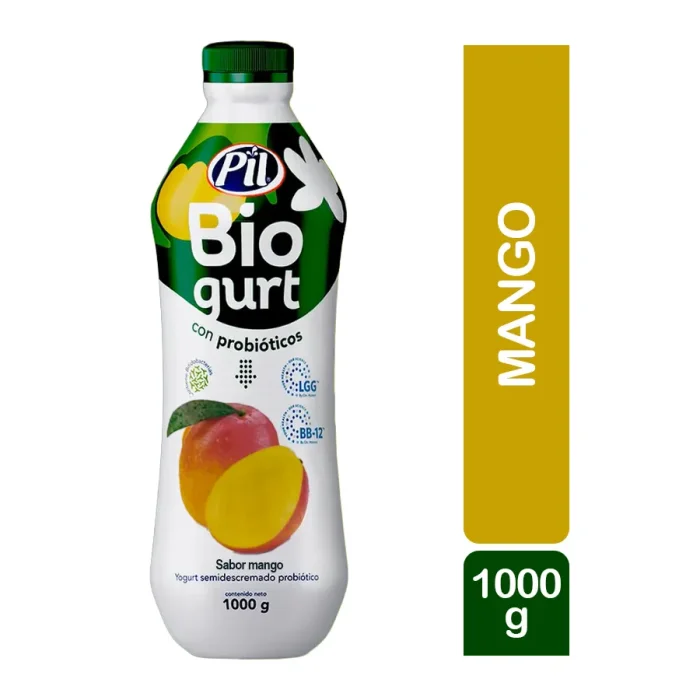 Pil
Bio
gurt
con probióticos
LGG
BB-12
Sabor mango
Yogurt semidescremado probiótico
contenido neto
1000 g
MANGO
1000
g